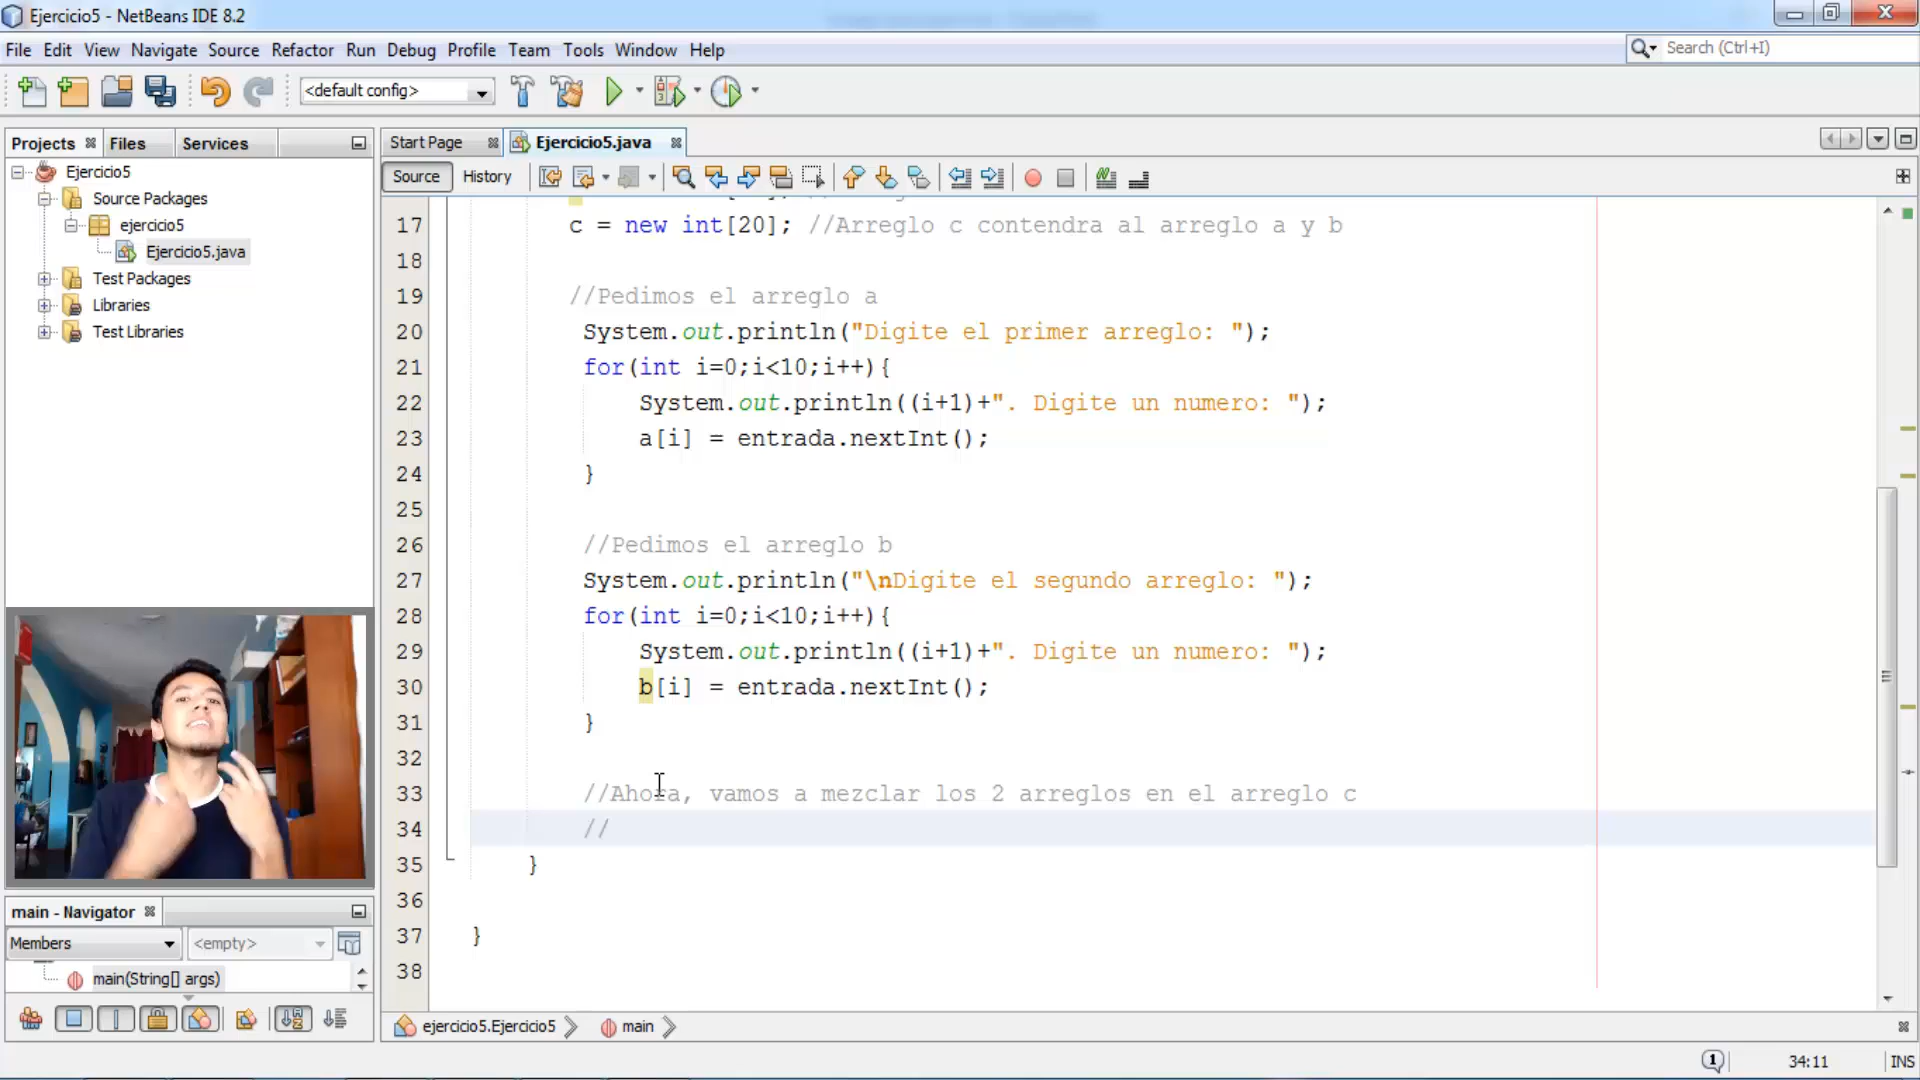 Ejercicio5 - NetBeans IDE 8.2
File Edit View Navigate Source Refactor Run Debug Profile Team Tools Window Help
Search (Ctrl+I)
<default config>
Projects Files Services
Start Page Ejercicio5.java
Source History
Ejercicio5
Source Packages
ejercicio5
Ejercicio5.java
Test Packages
Libraries
Test Libraries
17 c = new int[20]; //Arreglo c contendra al arreglo a y b
18
19 //Pedimos el arreglo a
20 System.out.println("Digite el primer arreglo: ");
21 for(int i=0;i<10;i++){
22 System.out.println((i+1)+". Digite un numero: ");
23 a[i] = entrada.nextInt();
24 }
25
26 //Pedimos el arreglo b
27 System.out.println("\nDigite el segundo arreglo: ");
28 for(int i=0;i<10;i++){
29 System.out.println((i+1)+". Digite un numero: ");
30 b[i] = entrada.nextInt();
31 }
32
33 //Ahora, vamos a mezclar los 2 arreglos en el arreglo c
34 //
35 }
36
37 }
38
main - Navigator
Members <empty>
main(String[] args)
ejercicio5.Ejercicio5 main
1 34:11 INS